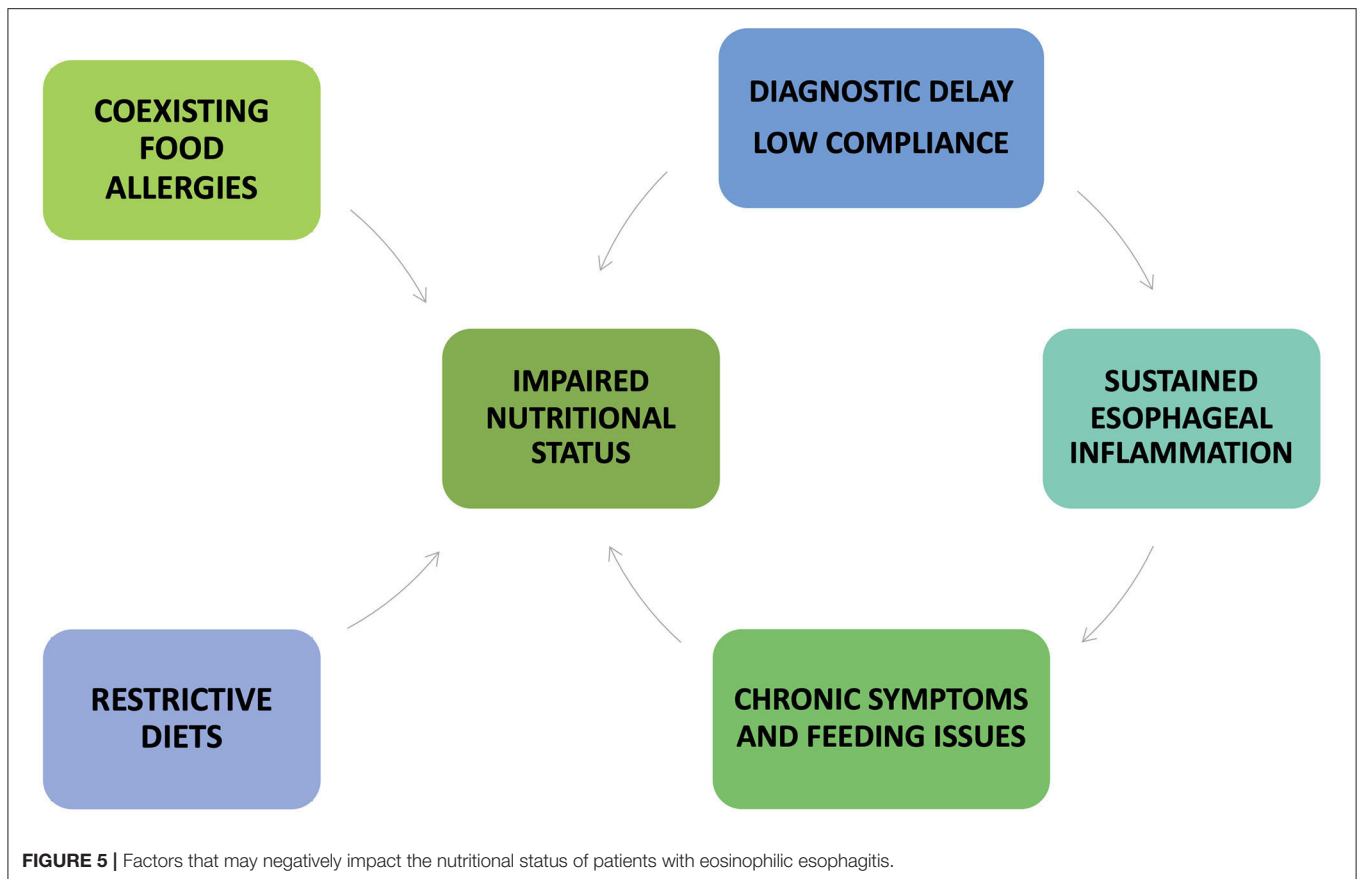 COEXISTING
FOOD
ALLERGIES
DIAGNOSTIC DELAY
LOW COMPLIANCE
IMPAIRED
NUTRITIONAL
STATUS
SUSTAINED
ESOPHAGEAL
INFLAMMATION
RESTRICTIVE
DIETS
CHRONIC SYMPTOMS
AND FEEDING ISSUES
FIGURE 5 | Factors that may negatively impact the nutritional status of patients with eosinophilic esophagitis.